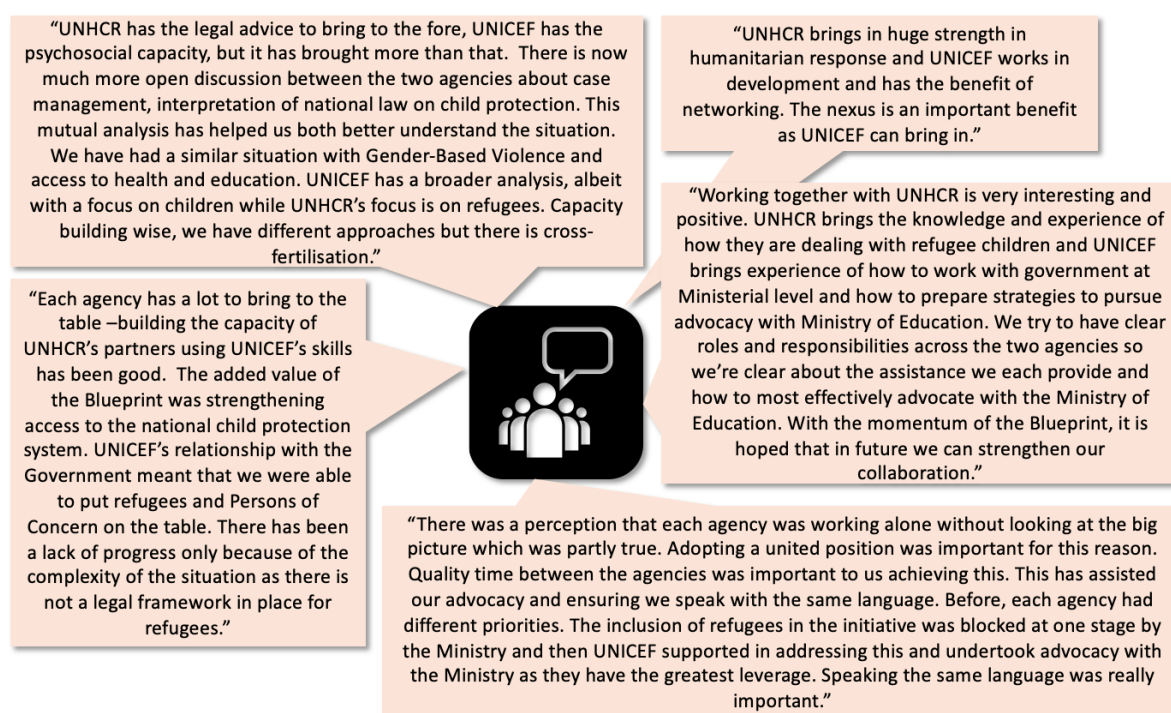 “UNHCR has the legal advice to bring to the fore, UNICEF has the
psychosocial capacity, but it has brought more than that.  There is now
much more open discussion between the two agencies about case
management, interpretation of national law on child protection. This
mutual analysis has helped us both better understand the situation.
We have had a similar situation with Gender-Based Violence and
access to health and education. UNICEF has a broader analysis, albeit
with a focus on children while UNHCR’s focus is on refugees. Capacity
building wise, we have different approaches but there is cross-
fertilisation.”
“UNHCR brings in huge strength in
humanitarian response and UNICEF works in
development and has the benefit of
networking. The nexus is an important benefit
as UNICEF can bring in.”
“Working together with UNHCR is very interesting and
positive. UNHCR brings the knowledge and experience of
how they are dealing with refugee children and UNICEF
brings experience of how to work with government at
Ministerial level and how to prepare strategies to pursue
advocacy with Ministry of Education. We try to have clear
roles and responsibilities across the two agencies so
we’re clear about the assistance we each provide and
how to most effectively advocate with the Ministry of
Education. With the momentum of the Blueprint, it is
hoped that in future we can strengthen our
collaboration.”
“Each agency has a lot to bring to the
table –building the capacity of
UNHCR’s partners using UNICEF’s skills
has been good.  The added value of
the Blueprint was strengthening
access to the national child protection
system. UNICEF’s relationship with the
Government meant that we were able
to put refugees and Persons of
Concern on the table. There has been
a lack of progress only because of the
complexity of the situation as there is
not a legal framework in place for
refugees.”
“There was a perception that each agency was working alone without looking at the big
picture which was partly true. Adopting a united position was important for this reason.
Quality time between the agencies was important to us achieving this. This has assisted
our advocacy and ensuring we speak with the same language. Before, each agency had
different priorities. The inclusion of refugees in the initiative was blocked at one stage by
the Ministry and then UNICEF supported in addressing this and undertook advocacy with
the Ministry as they have the greatest leverage. Speaking the same language was really
important.”